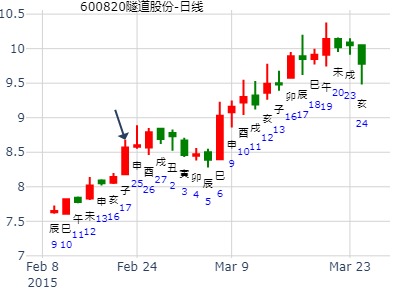 600820隧道股份-日线
10.5
10
9.5
9
8.5
8
7.5
7
辰 巳 午 未 申 亥 子 申 酉 戌 丑 寅 卯 辰 巳 申 酉 戌 亥 子 卯 辰 巳 午 未 戌 亥
9 10 11 12 13 16 17 25 26 27 2 3 4 5 6 9 10 11 12 13 16 17 18 19 20 23 24
Feb 8 Feb 24 Mar 9 Mar 23
2015